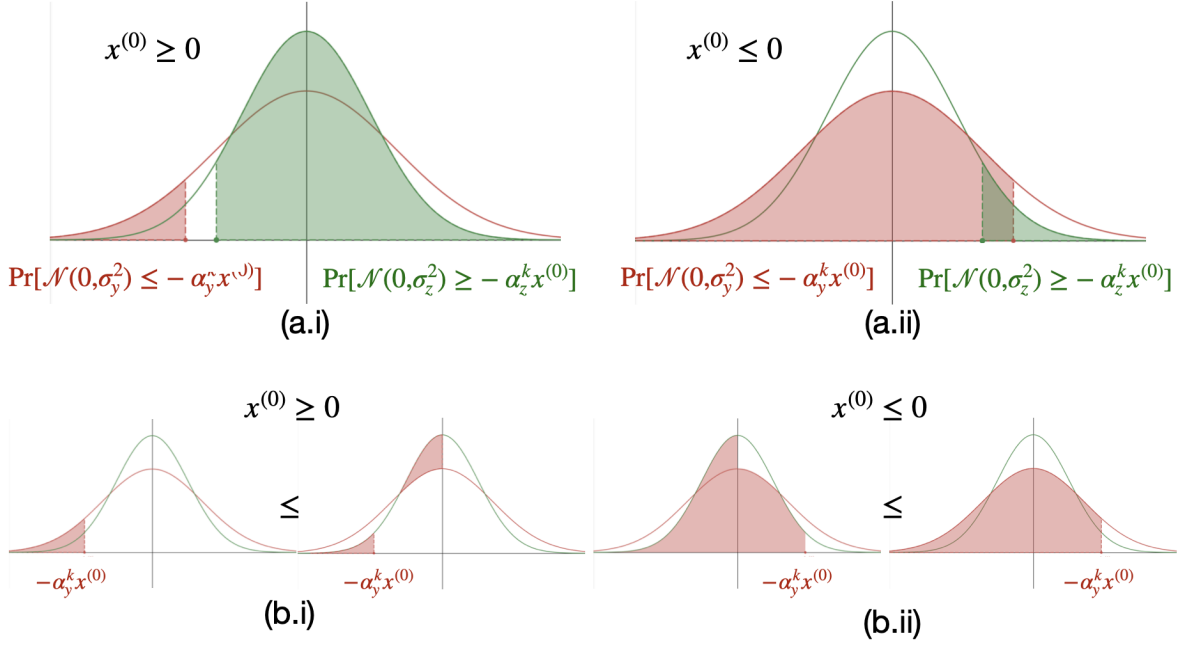 x^{(0)} ≥ 0
x^{(0)} ≤ 0
Pr[𝒩(0,σ_y^2) ≤ − α_y x] Pr[𝒩(0,σ_z^2) ≥ − α_z^k x^{(0)}]
Pr[𝒩(0,σ_y^2) ≤ − α_y^k x^{(0)}] Pr[𝒩(0,σ_z^2) ≥ − α_z^k x^{(0)}]
(a.i)
(a.ii)
x^{(0)} ≥ 0
x^{(0)} ≤ 0
≤
≤
−α_y^k x^{(0)} −α_y^k x^{(0)}
−α_y^k x^{(0)} −α_y^k x^{(0)}
(b.i)
(b.ii)